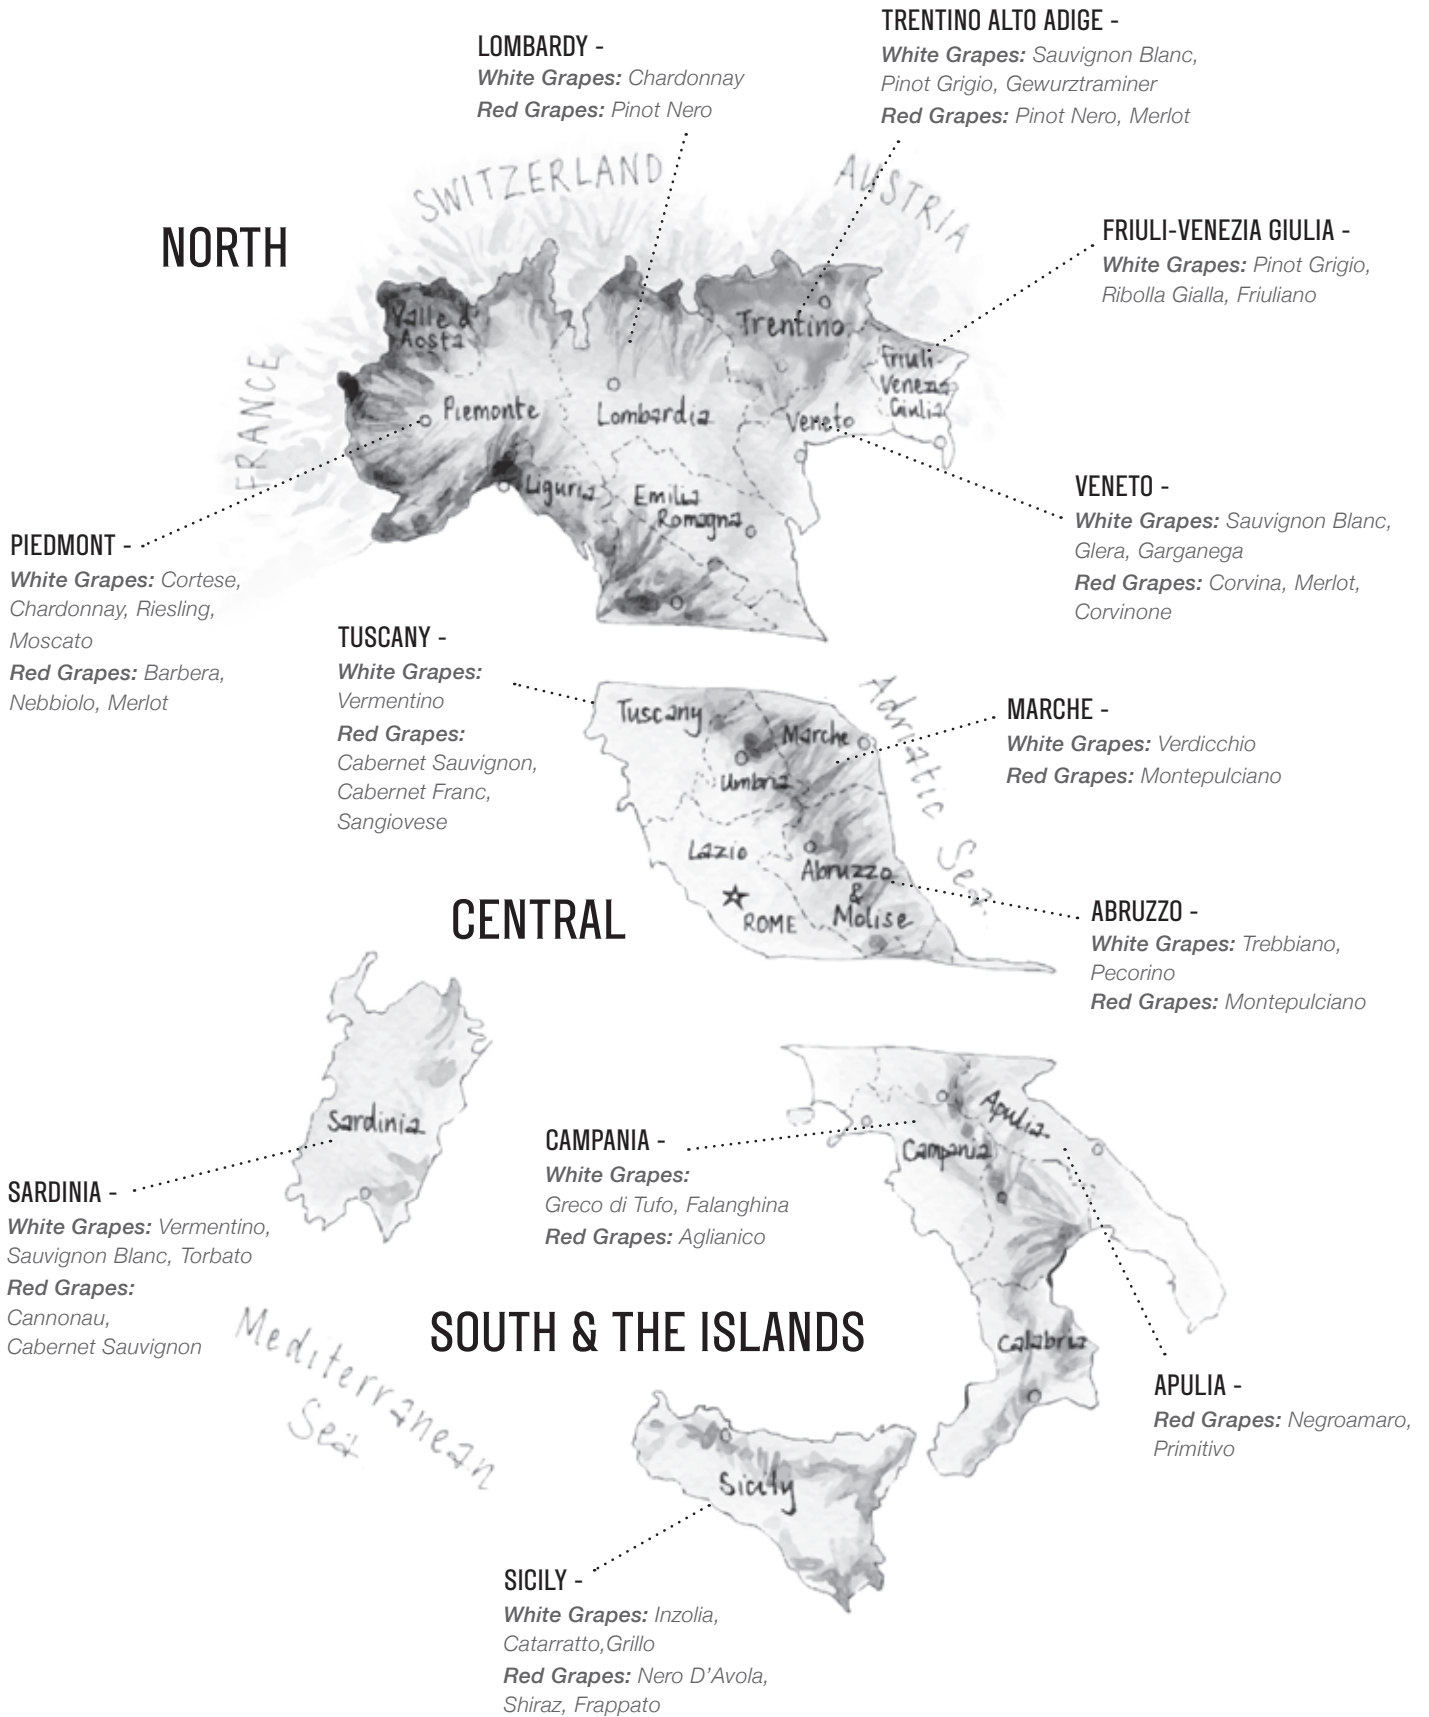 LOMBARDY -
White Grapes: Chardonnay
Red Grapes: Pinot Nero
TRENTINO ALTO ADIGE -
White Grapes: Sauvignon Blanc,
Pinot Grigio, Gewurztraminer
Red Grapes: Pinot Nero, Merlot
SWITZERLAND
AUSTRIA
NORTH
FRIULI-VENEZIA GIULIA -
White Grapes: Pinot Grigio,
Ribolla Gialla, Friuliano
Valle d'
Aosta
Trentino
Friuli-
Venezia
Giulia
FRANCE
Piemonte
Lombardia
Veneto
Liguria
Emilia
Romagna
VENETO -
White Grapes: Sauvignon Blanc,
Glera, Garganega
Red Grapes: Corvina, Merlot,
Corvinone
PIEDMONT -
White Grapes: Cortese,
Chardonnay, Riesling,
Moscato
Red Grapes: Barbera,
Nebbiolo, Merlot
TUSCANY -
White Grapes:
Vermentino
Red Grapes:
Cabernet Sauvignon,
Cabernet Franc,
Sangiovese
Tuscany
Marche
Umbria
Adriatic Sea
MARCHE -
White Grapes: Verdicchio
Red Grapes: Montepulciano
Lazio
ROME
Abruzzo
&
Molise
CENTRAL
ABRUZZO -
White Grapes: Trebbiano,
Pecorino
Red Grapes: Montepulciano
Sardinia
SARDINIA -
White Grapes: Vermentino,
Sauvignon Blanc, Torbato
Red Grapes:
Cannonau,
Cabernet Sauvignon
CAMPANIA -
White Grapes:
Greco di Tufo, Falanghina
Red Grapes: Aglianico
Apulia
Campania
Calabria
SOUTH & THE ISLANDS
Mediterranean
Sea
APULIA -
Red Grapes: Negroamaro,
Primitivo
Sicily
SICILY -
White Grapes: Inzolia,
Catarratto,Grillo
Red Grapes: Nero D'Avola,
Shiraz, Frappato